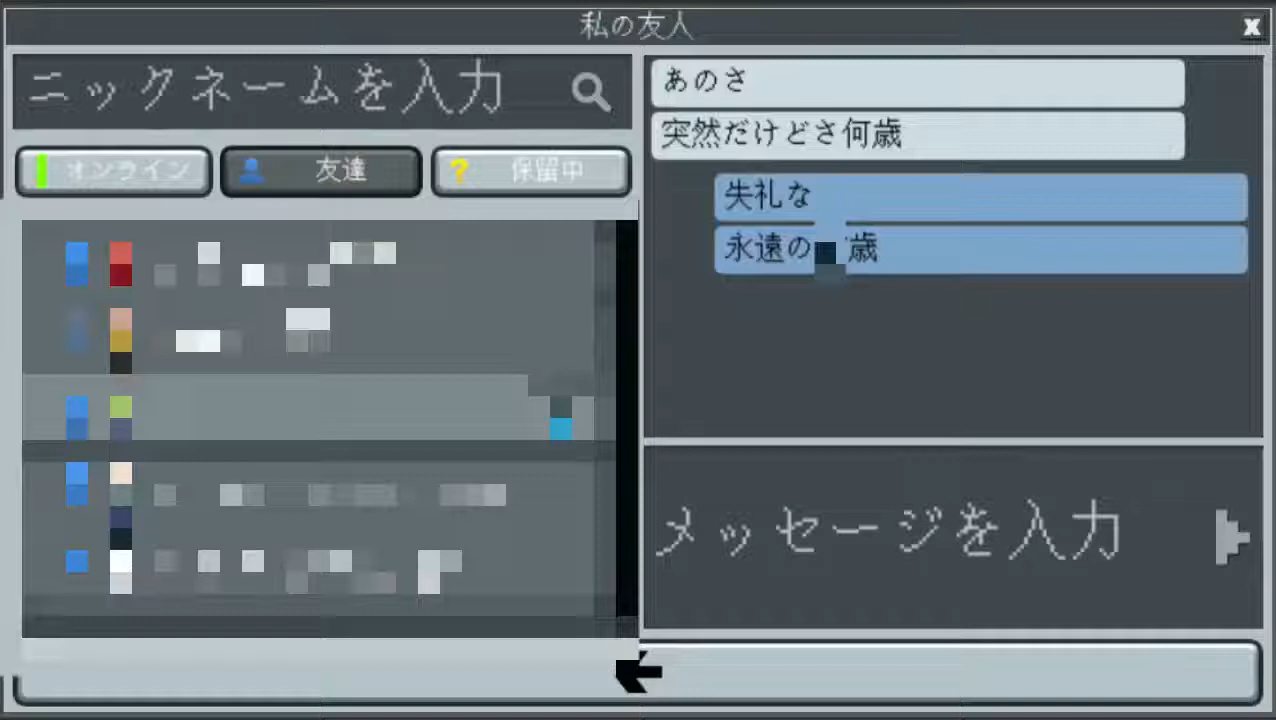 私の友人
ニックネームを入力
オンライン
友達
保留中
あのさ
突然だけどさ何歳
失礼な
永遠の歳
メッセージを入力